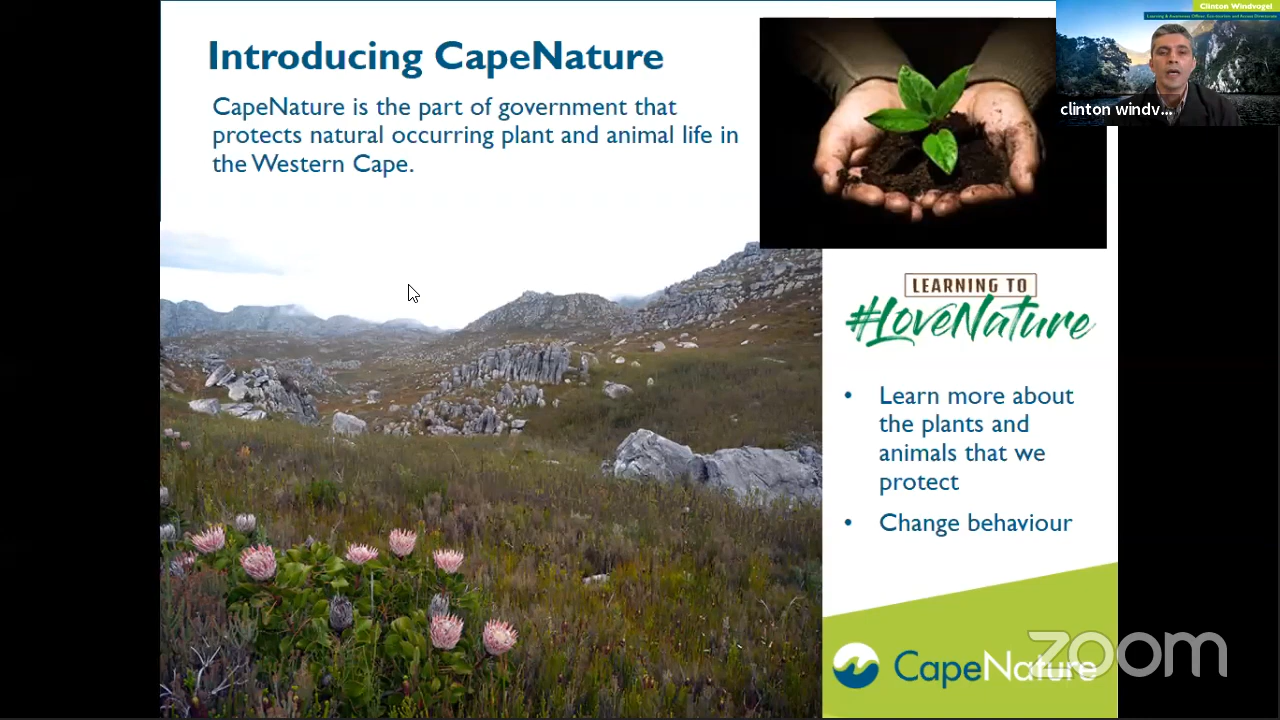 Introducing CapeNature
CapeNature is the part of government that
protects natural occurring plant and animal life in
the Western Cape.
Clinton Windvogel
Learning & Awareness Officer, Eco-tourism and Access Directorate
clinton windv...
LEARNING TO
#LoveNature
• Learn more about
the plants and
animals that we
protect
• Change behaviour
CapeNature
zoom